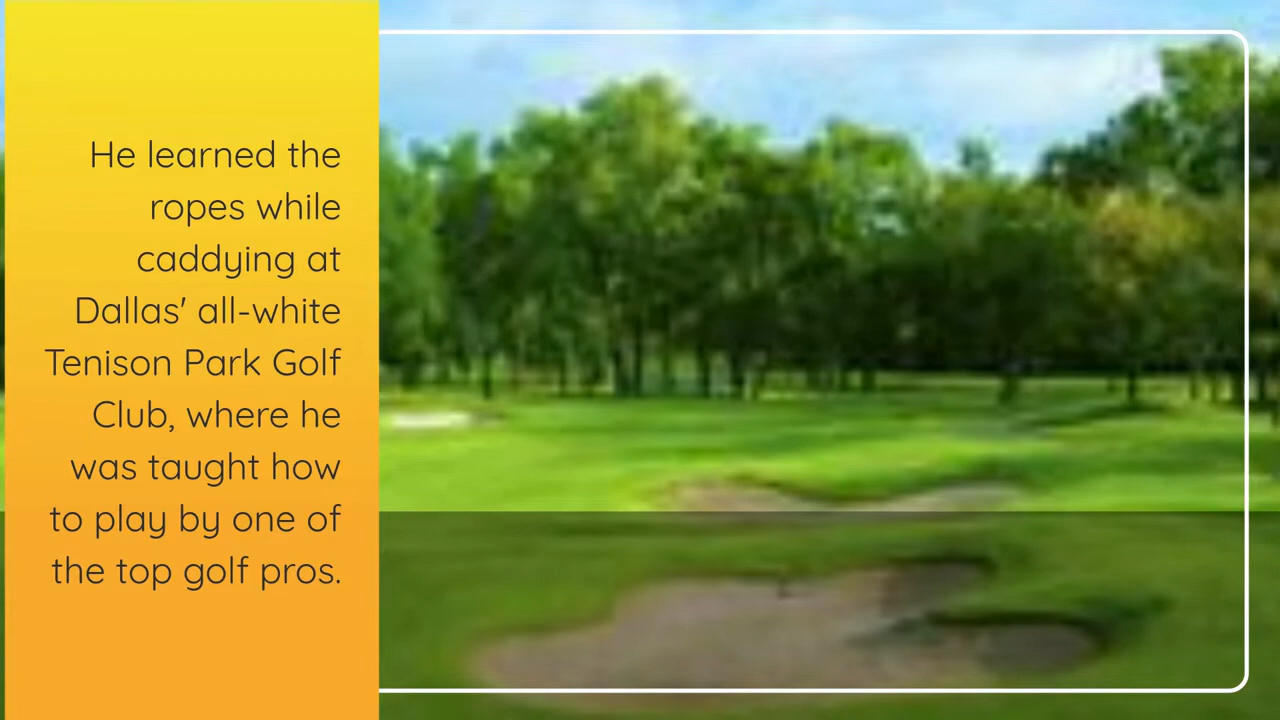 He learned the
ropes while
caddying at
Dallas' all-white
Tenison Park Golf
Club, where he
was taught how
to play by one of
the top golf pros.